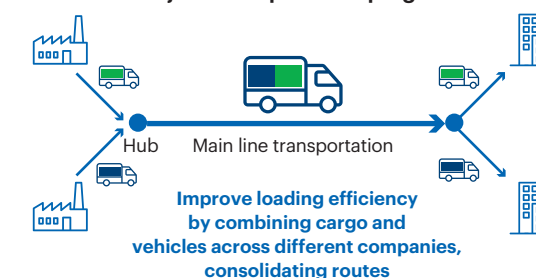 Hub
Main line transportation
Improve loading efficiency
by combining cargo and
vehicles across different companies,
consolidating routes